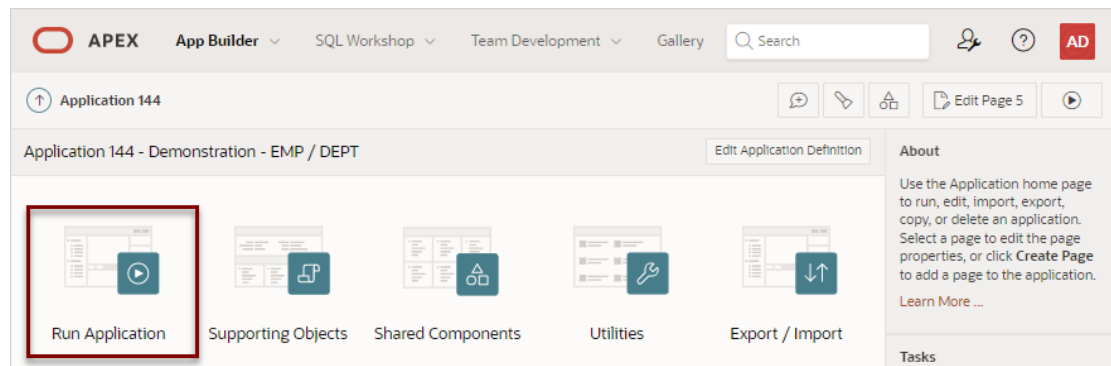 APEX App Builder SQL Workshop Team Development Gallery Search AD
Application 144 Edit Page 5
Application 144 - Demonstration - EMP / DEPT Edit Application Definition
About
Use the Application home page
to run, edit, import, export,
copy, or delete an application.
Select a page to edit the page
properties, or click Create Page
to add a page to the application.
Learn More ...
Run Application Supporting Objects Shared Components Utilities Export / Import
Tasks